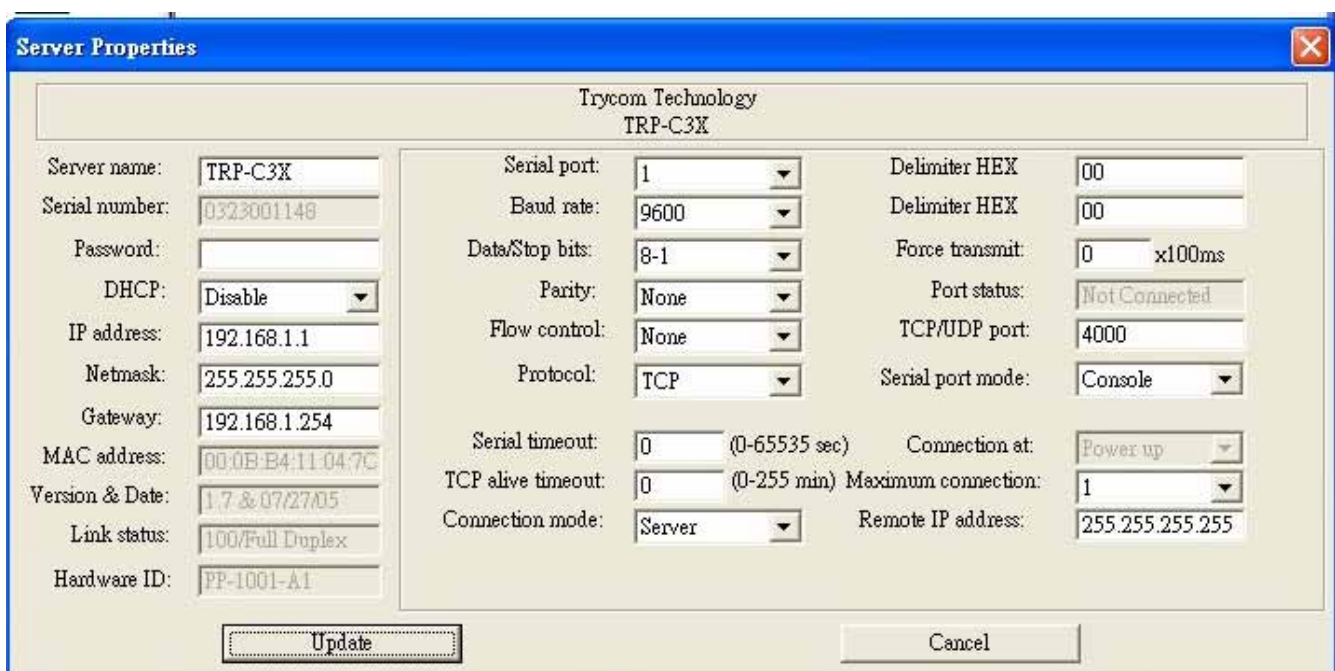 Server Properties
Trycom Technology
TRP-C3X
Server name: TRP-C3X
Serial number: 0323001148
Password:
DHCP: Disable
IP address: 192.168.1.1
Netmask: 255.255.255.0
Gateway: 192.168.1.254
MAC address: 00:0B:B4:11:04:7C
Version & Date: 1.7 & 07/27/05
Link status: 100/Full Duplex
Hardware ID: PP-1001-A1
Serial port: 1
Baud rate: 9600
Data/Stop bits: 8-1
Parity: None
Flow control: None
Protocol: TCP
Serial timeout: 0 (0-65535 sec)
TCP alive timeout: 0 (0-255 min)
Connection mode: Server
Delimiter HEX 00
Delimiter HEX 00
Force transmit: 0 x100ms
Port status: Not Connected
TCP/UDP port: 4000
Serial port mode: Console
Connection at: Power up
Maximum connection: 1
Remote IP address: 255.255.255.255
Update
Cancel